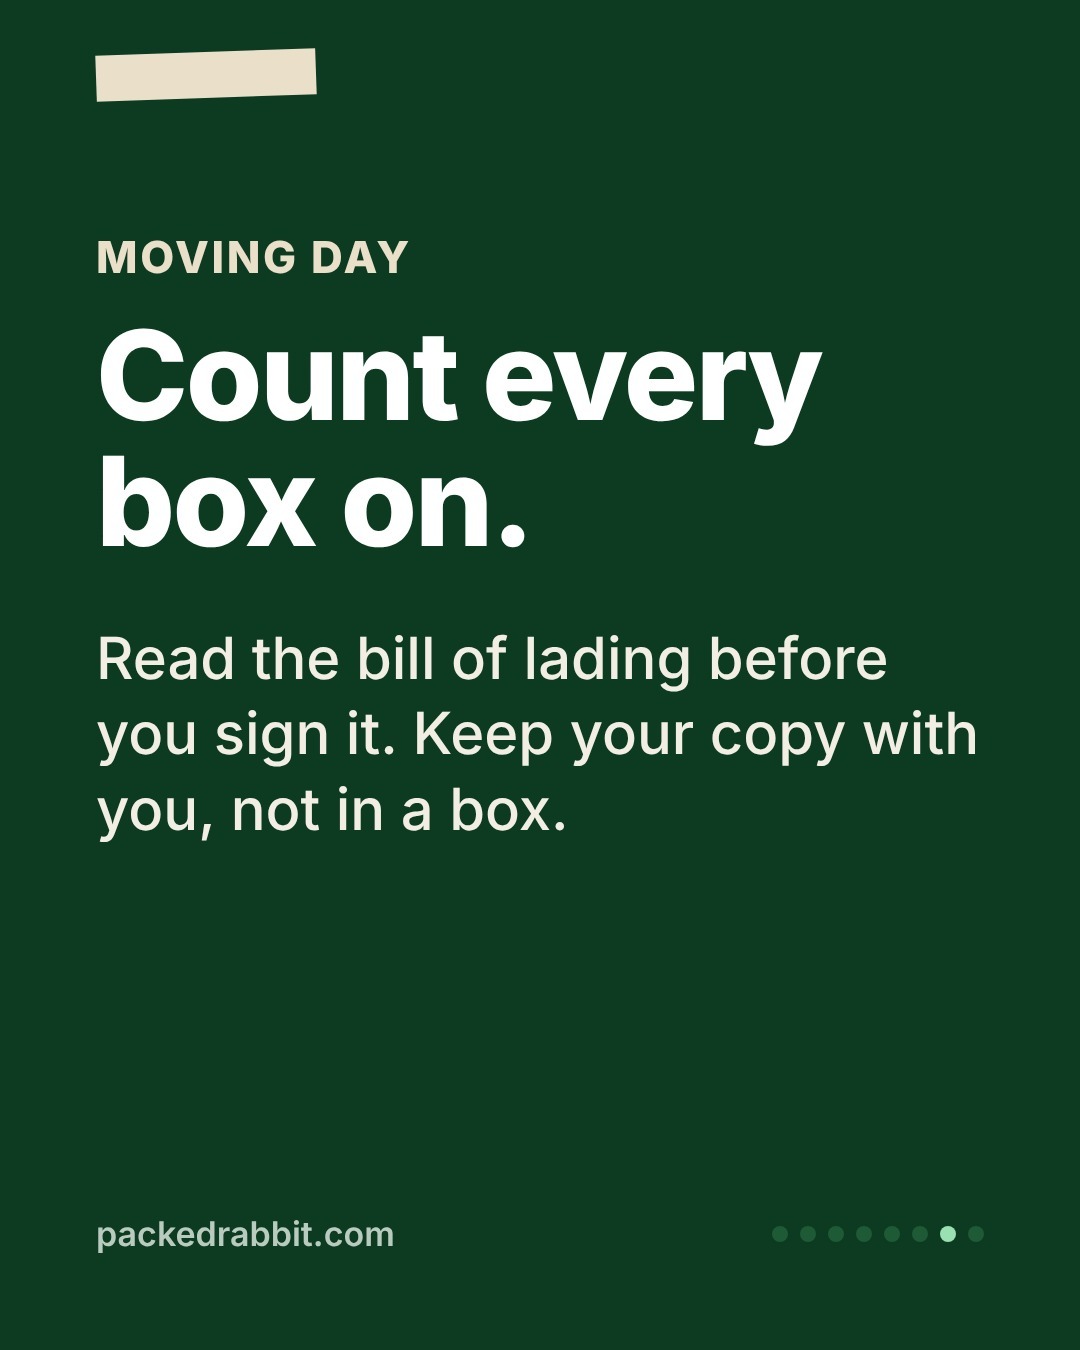 MOVING DAY
Count every
box on.
Read the bill of lading before
you sign it. Keep your copy with
you, not in a box.
packedrabbit.com